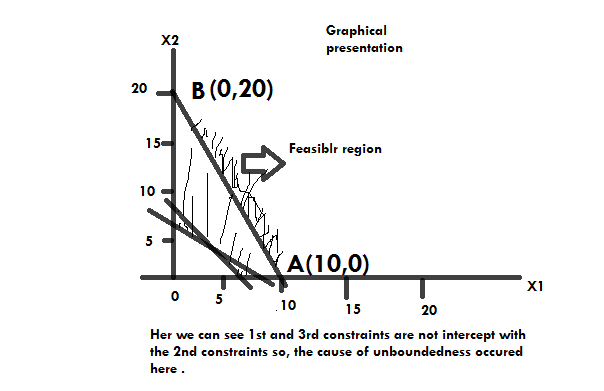 Graphical
presentation
X2
20
B (0,20)
15
Feasiblr region
10
5
A(10,0)
X1
0
5
10
15
20
Her we can see 1st and 3rd constraints are not intercept with
the 2nd constraints so, the cause of unboundedness occured
here .